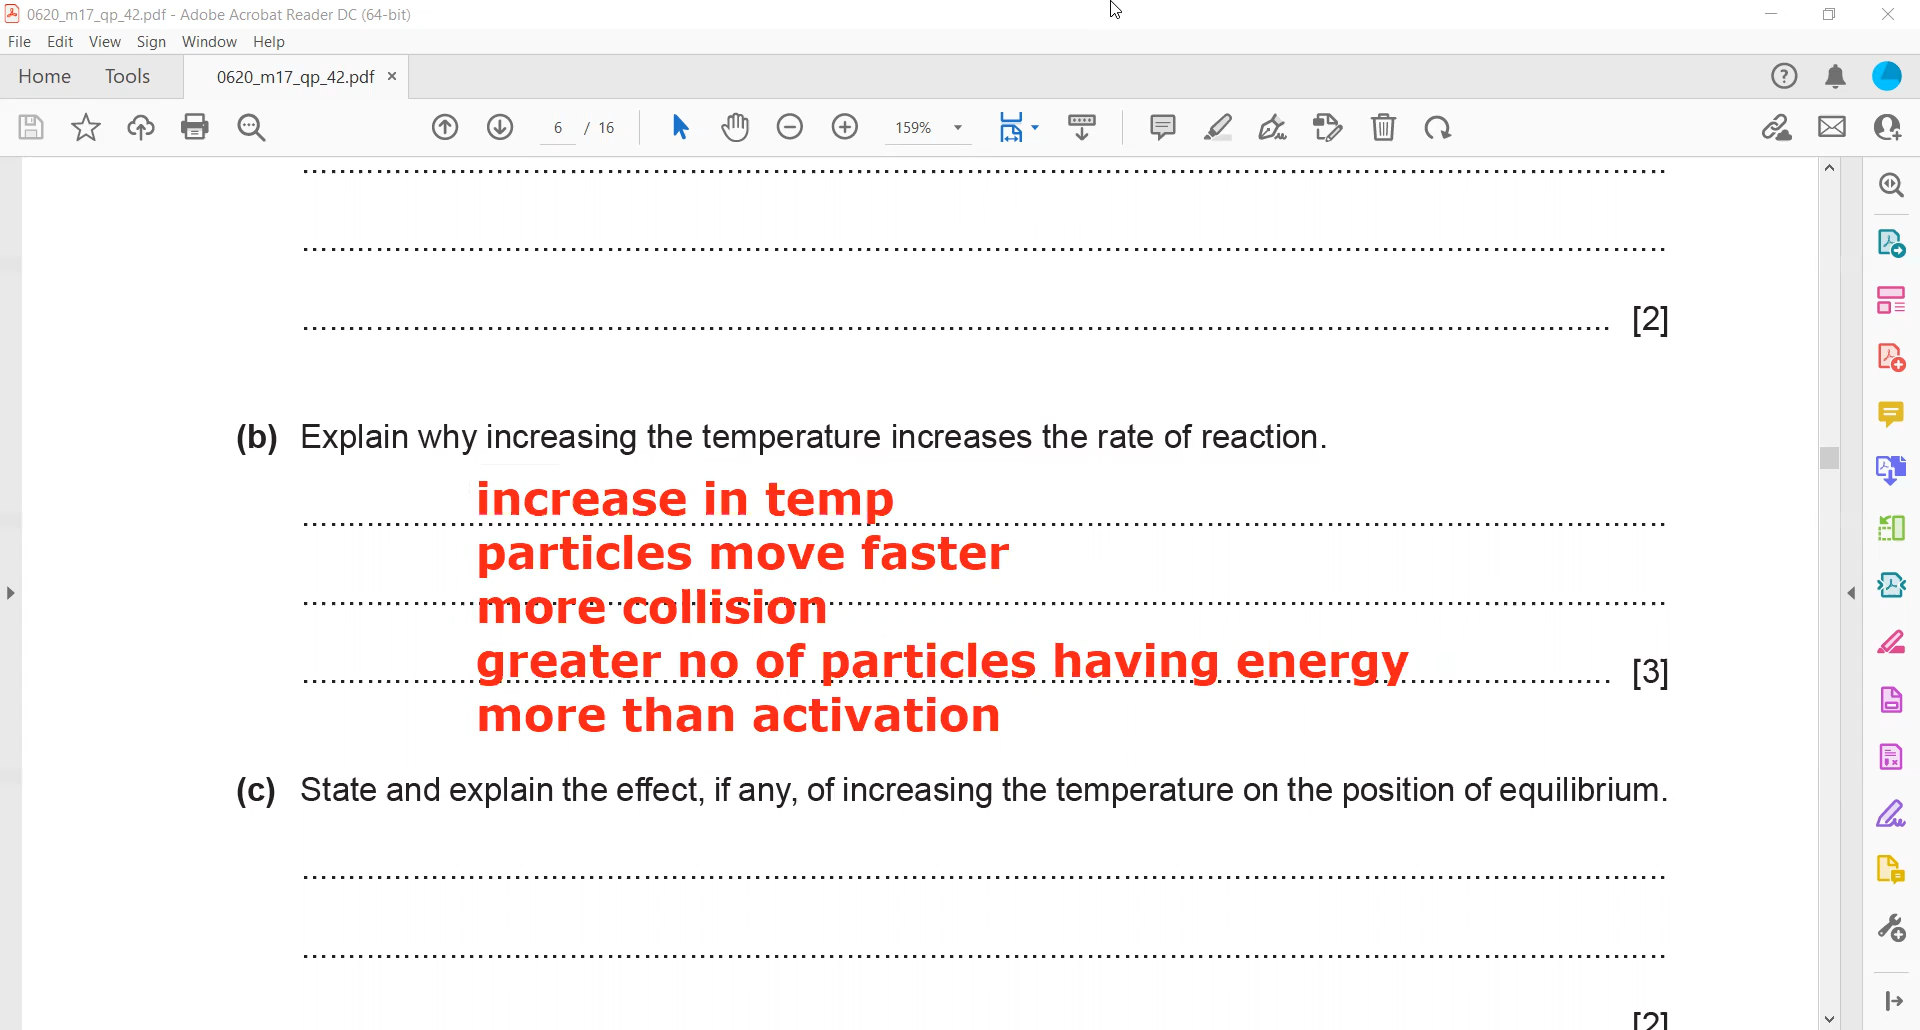 0620_m17_qp_42.pdf - Adobe Acrobat Reader DC (64-bit)
File Edit View Sign Window Help
Home Tools 0620_m17_qp_42.pdf ×
6 / 16 159%
[2]
(b) Explain why increasing the temperature increases the rate of reaction.
increase in temp
particles move faster
more collision
greater no of particles having energy
[3]
more than activation
(c) State and explain the effect, if any, of increasing the temperature on the position of equilibrium.
[2]